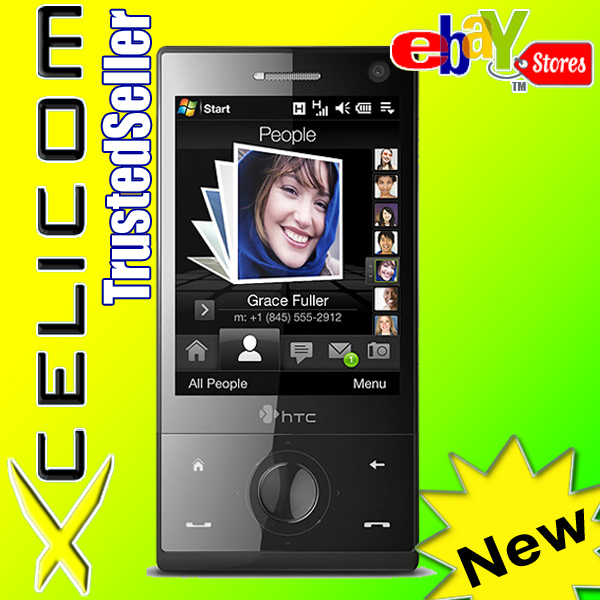 XCELICOM
TrustedSeller
ebaY Stores
TM
Start
H H
People
Grace Fuller
m: +1 (845) 555-2912
1
All People Menu
hTC
New